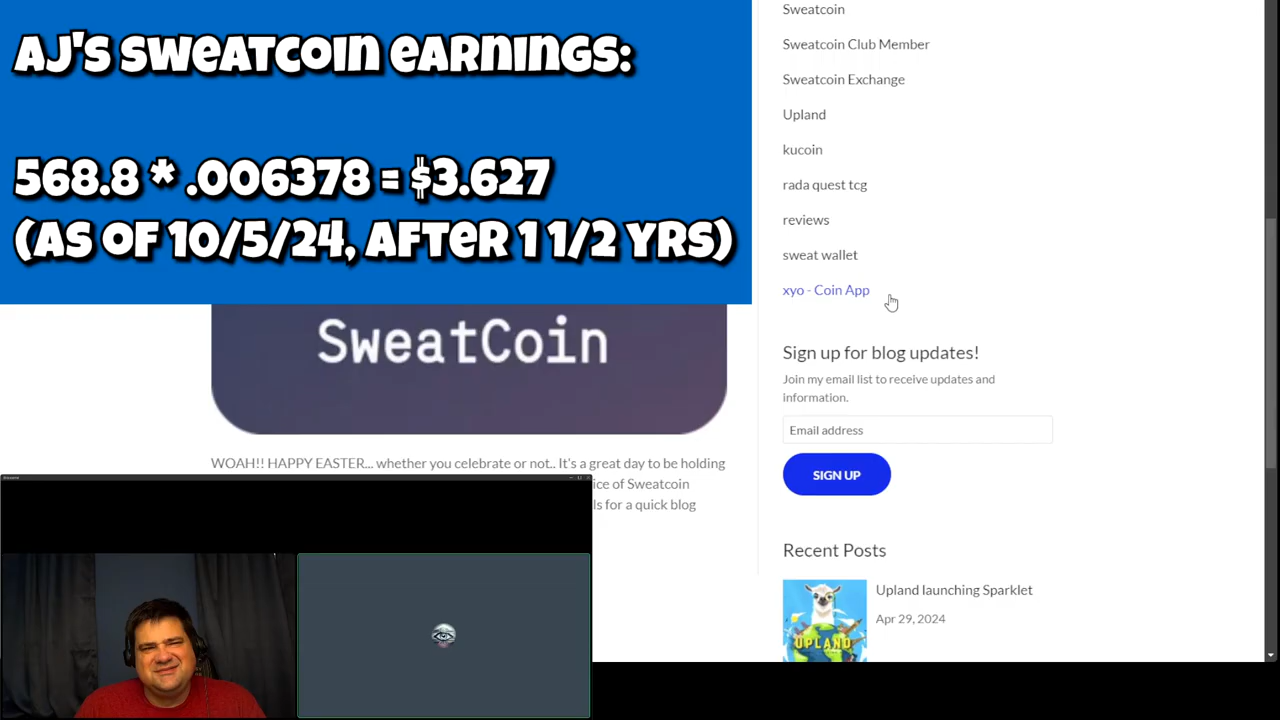 AJ'S SWEATCOIN EARNINGS:
568.8 * .006378 = $3.627
(AS OF 10/5/24, AFTER 1 1/2 YRS)
SweatCoin
WOAH!! HAPPY EASTER... whether you celebrate or not.. It's a great day to be holding
ice of Sweatcoin
ls for a quick blog
Sweatcoin
Sweatcoin Club Member
Sweatcoin Exchange
Upland
kucoin
rada quest tcg
reviews
sweat wallet
xyo - Coin App
Sign up for blog updates!
Join my email list to receive updates and
information.
Email address
SIGN UP
Recent Posts
Upland launching Sparklet
Apr 29, 2024
UPLAND